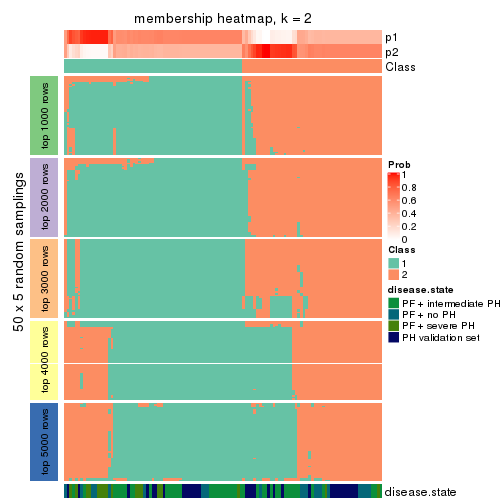 membership heatmap, k = 2
p1
p2
Class
50 x 5 random samplings
top 1000 rows
top 2000 rows
top 3000 rows
top 4000 rows
top 5000 rows
Prob
1
0.8
0.6
0.4
0.2
0
Class
1
2
disease.state
PF + intermediate PH
PF + no PH
PF + severe PH
PH validation set
disease.state